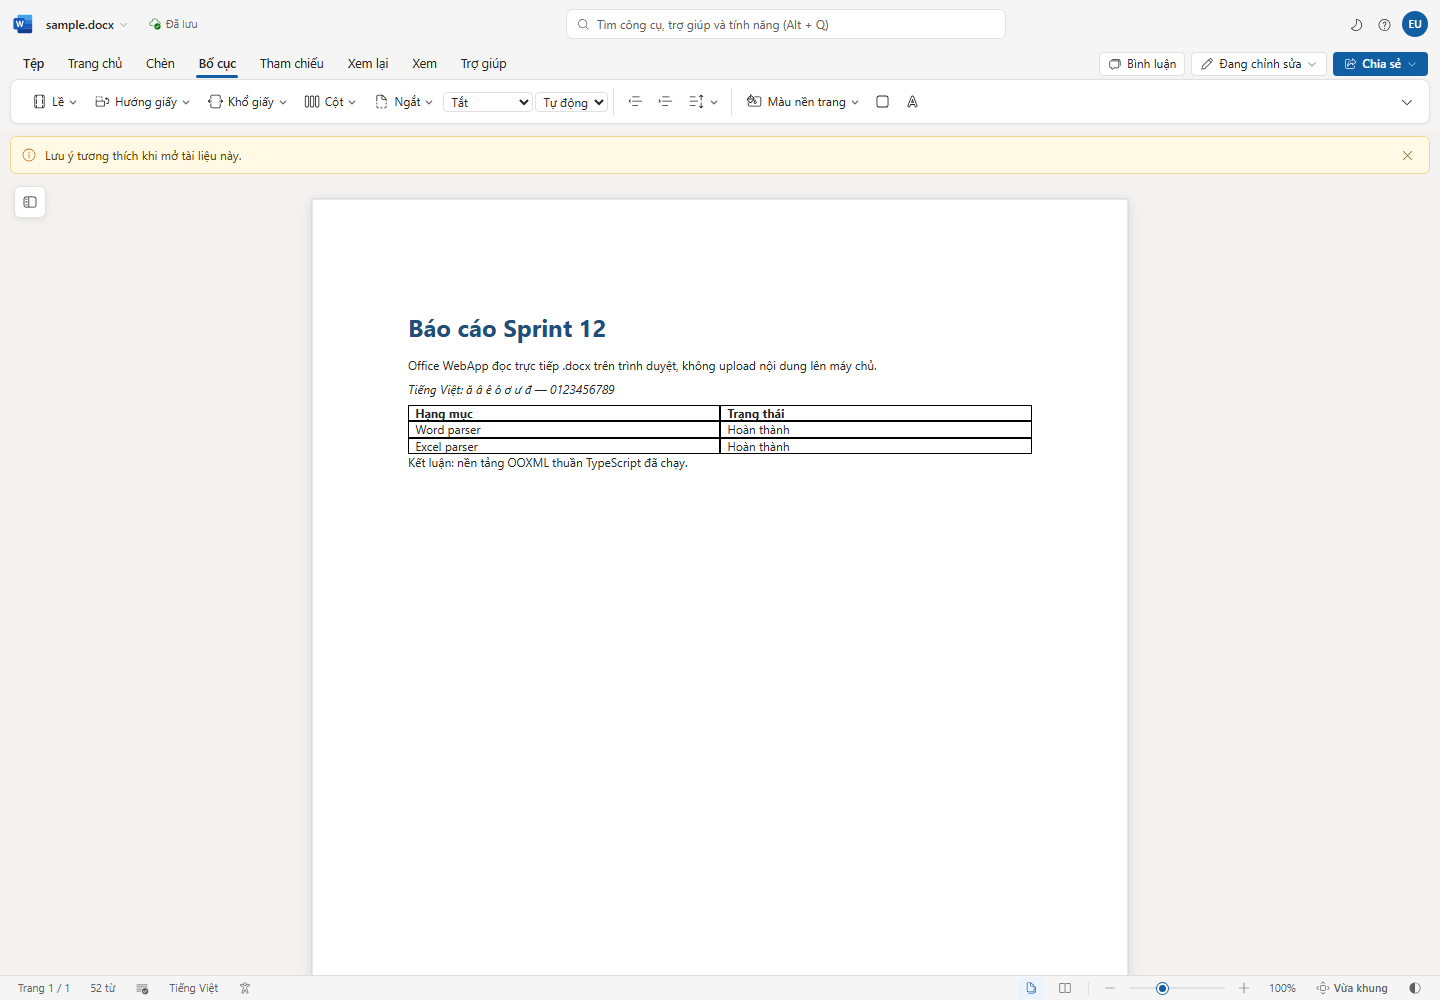 sample.docx
Đã lưu
Tìm công cụ, trợ giúp và tính năng (Alt + Q)
EU
Tệp Trang chủ Chèn Bố cục Tham chiếu Xem lại Xem Trợ giúp
Bình luận Đang chỉnh sửa Chia sẻ
Lề Hướng giấy Khổ giấy Cột Ngắt Tắt Tự động Màu nền trang
Lưu ý tương thích khi mở tài liệu này.
Báo cáo Sprint 12
Office WebApp đọc trực tiếp .docx trên trình duyệt, không upload nội dung lên máy chủ.
Tiếng Việt: ă â ê ô ơ ư đ — 0123456789
Hạng mục Trạng thái
Word parser Hoàn thành
Excel parser Hoàn thành
Kết luận: nền tảng OOXML thuần TypeScript đã chạy.
Trang 1 / 1 52 từ Tiếng Việt 100% Vừa khung